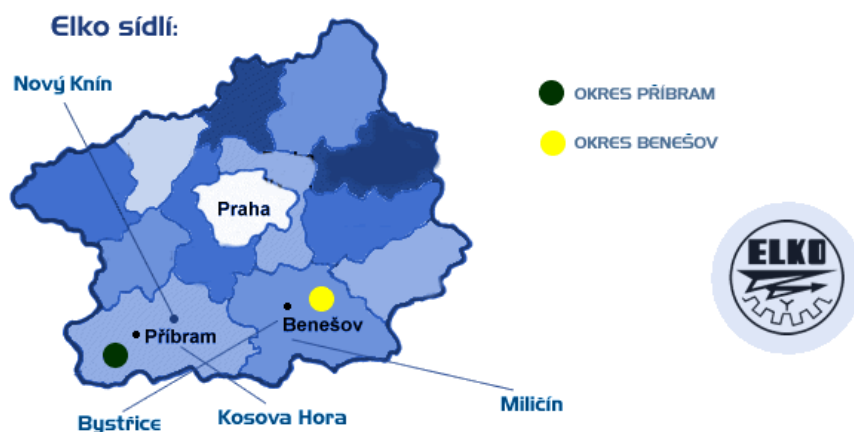 Elko sídlí:
Nový Knín
OKRES PŘÍBRAM
OKRES BENEŠOV
Praha
ELKO
Příbram
Benešov
Bystřice
Kosova Hora
Miličín